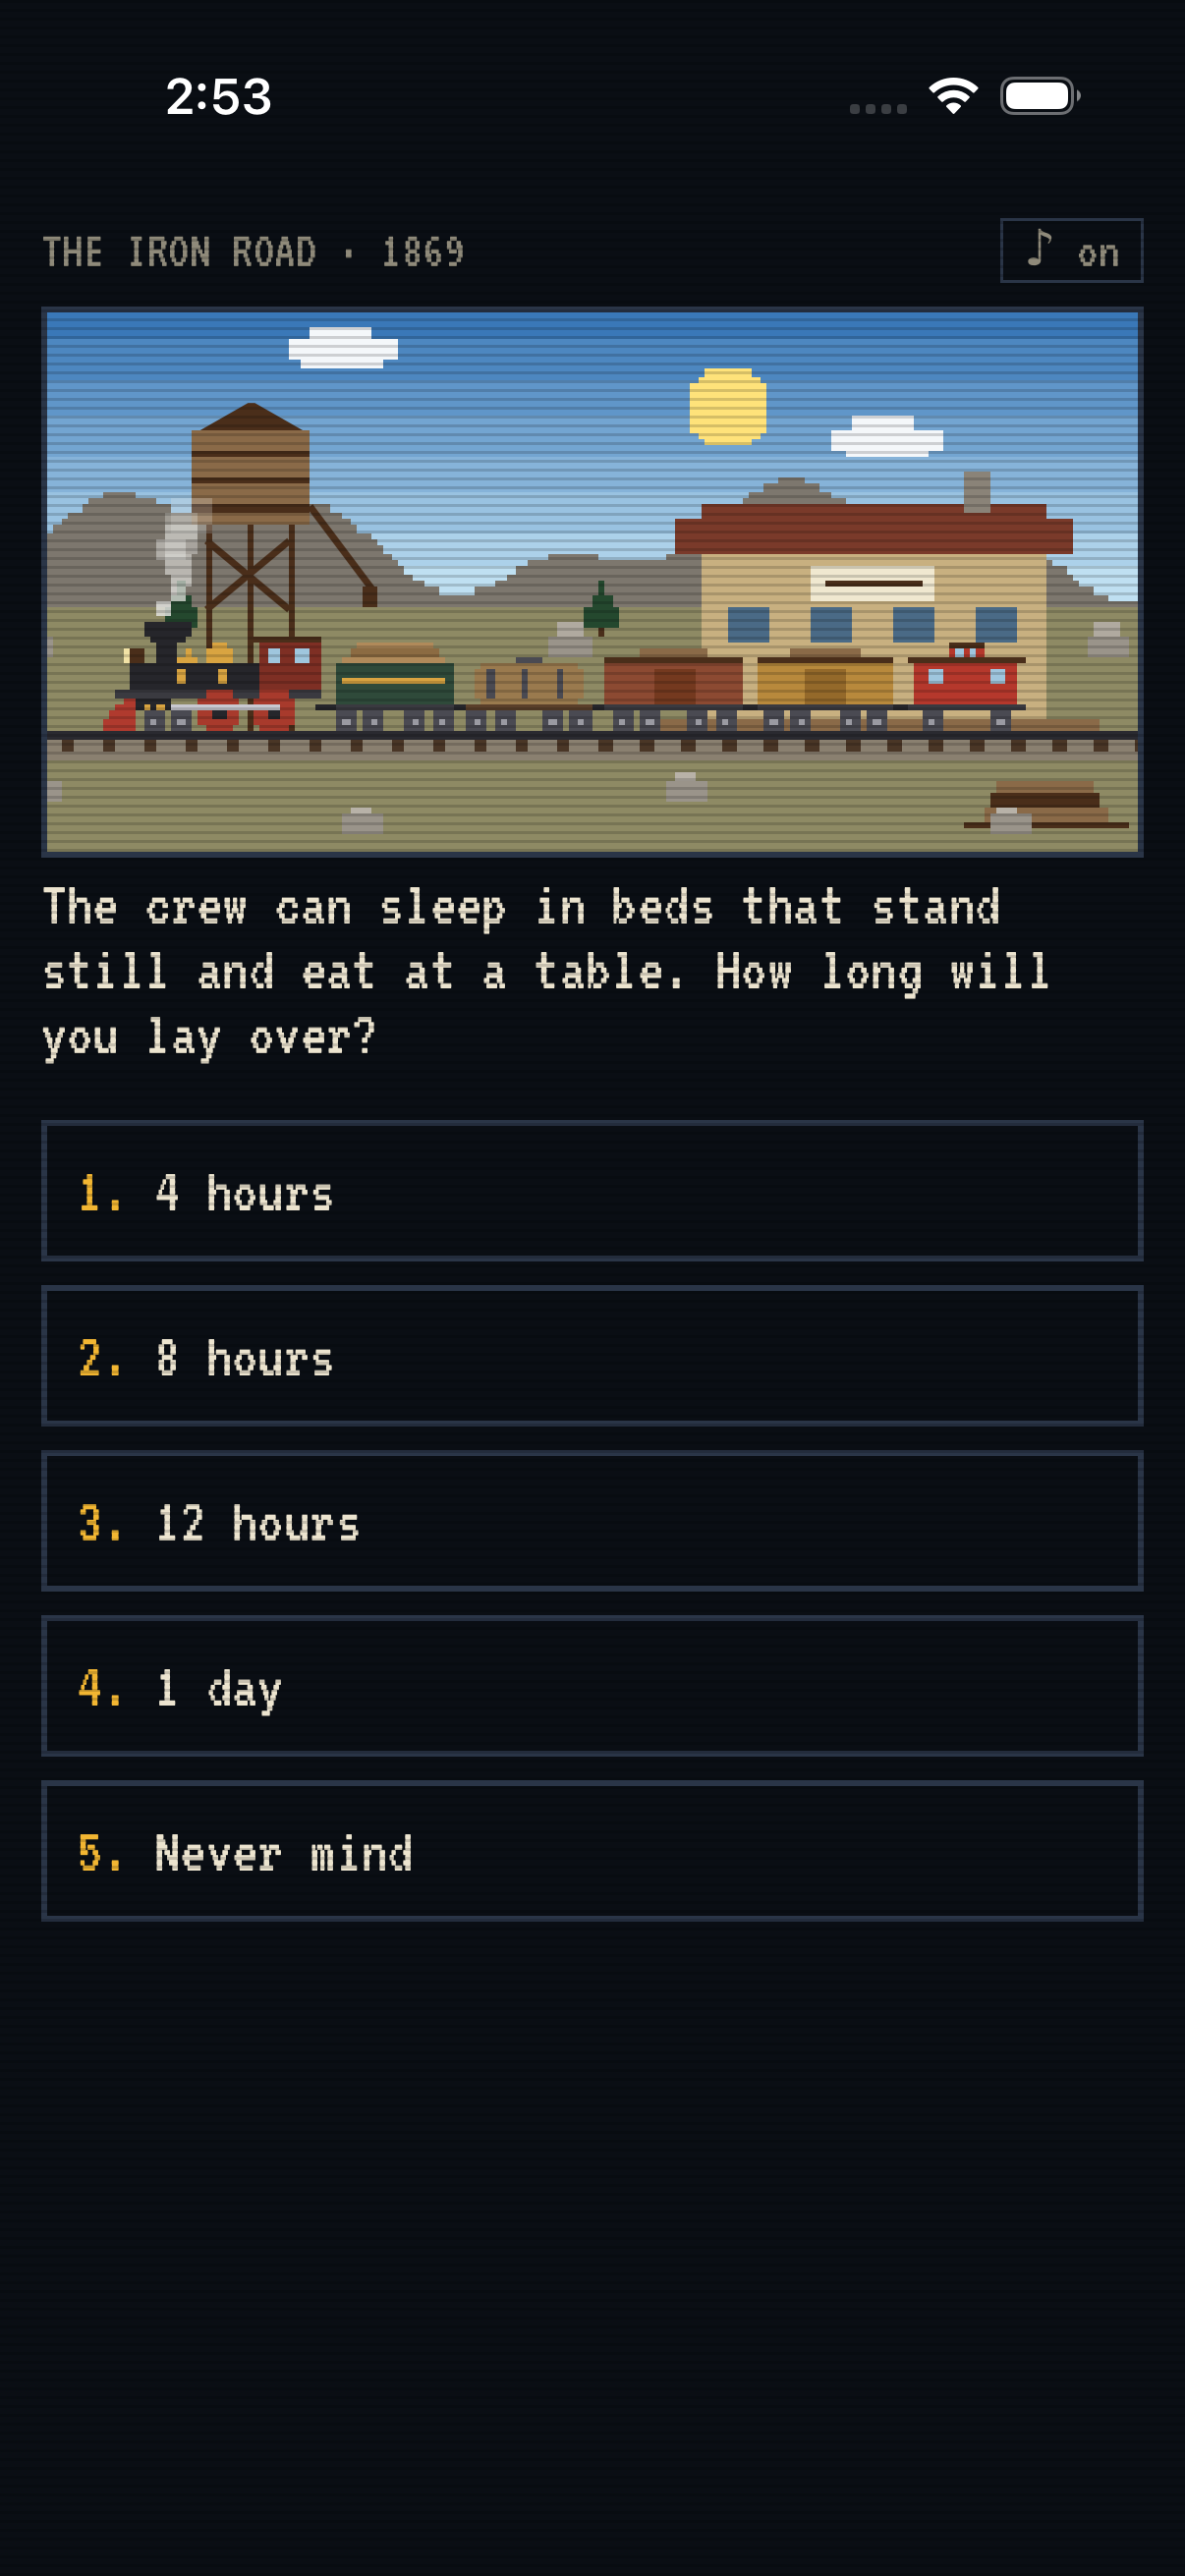 2:53
THE IRON ROAD · 1869
♪ on
The crew can sleep in beds that stand
still and eat at a table. How long will
you lay over?
1. 4 hours
2. 8 hours
3. 12 hours
4. 1 day
5. Never mind